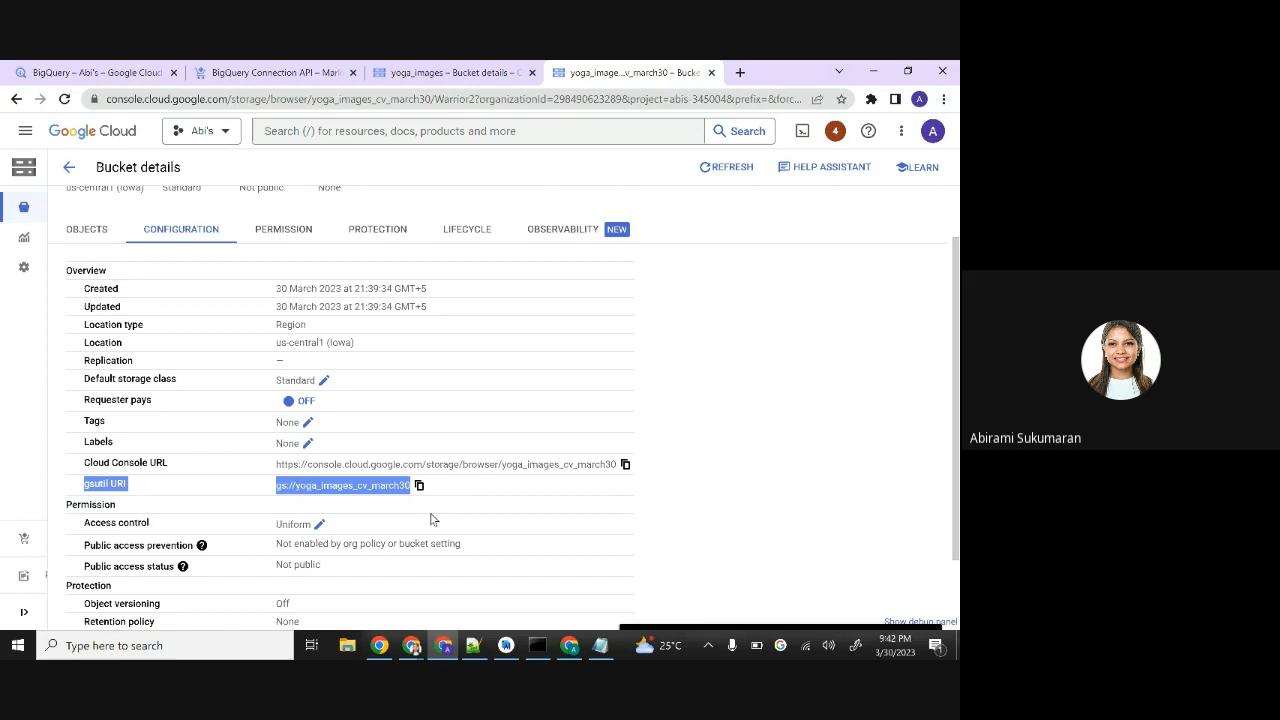 BigQuery – Abi's – Google Cloud
BigQuery Connection API – Mark
yoga_images – Bucket details – C
yoga_image...v_march30 – Bucke
console.cloud.google.com/storage/browser/yoga_images_cv_march30/Warrior2?organizationId=298490623289&project=abis-345004&prefix=&forc...
Google Cloud
Abi's
Search (/) for resources, docs, products and more
Search
4
A
Bucket details
REFRESH
HELP ASSISTANT
LEARN
us-central1 (Iowa) Standard Not public None
OBJECTS CONFIGURATION PERMISSION PROTECTION LIFECYCLE OBSERVABILITY NEW
Overview
Created 30 March 2023 at 21:39:34 GMT+5
Updated 30 March 2023 at 21:39:34 GMT+5
Location type Region
Location us-central1 (Iowa)
Replication —
Default storage class Standard
Requester pays OFF
Tags None
Labels None
Cloud Console URL https://console.cloud.google.com/storage/browser/yoga_images_cv_march30
gsutil URI gs://yoga_images_cv_march30
Permission
Access control Uniform
Public access prevention Not enabled by org policy or bucket setting
Public access status Not public
Protection
Object versioning Off
Retention policy None
Show debug panel
Type here to search
25°C
9:42 PM
3/30/2023
1
Abirami Sukumaran